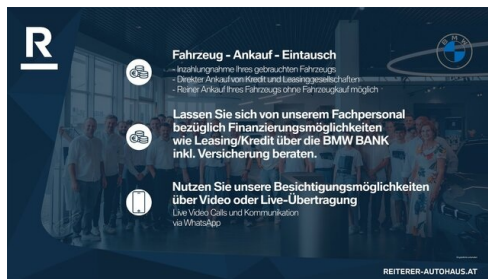 R
BMW
Fahrzeug - Ankauf - Eintausch
- Inzahlungnahme Ihres gebrauchten Fahrzeugs
- Direkter Ankauf von Kredit und Leasinggesellschaften
- Reiner Ankauf Ihres Fahrzeugs ohne Fahrzeugkauf möglich
Lassen Sie sich von unserem Fachpersonal
bezüglich Finanzierungsmöglichkeiten
wie Leasing/Kredit über die BMW BANK
inkl. Versicherung beraten.
Nutzen Sie unsere Besichtigungsmöglichkeiten
über Video oder Live-Übertragung
Live Video Calls und Kommunikation
via WhatsApp
REITERER-AUTOHAUS.AT